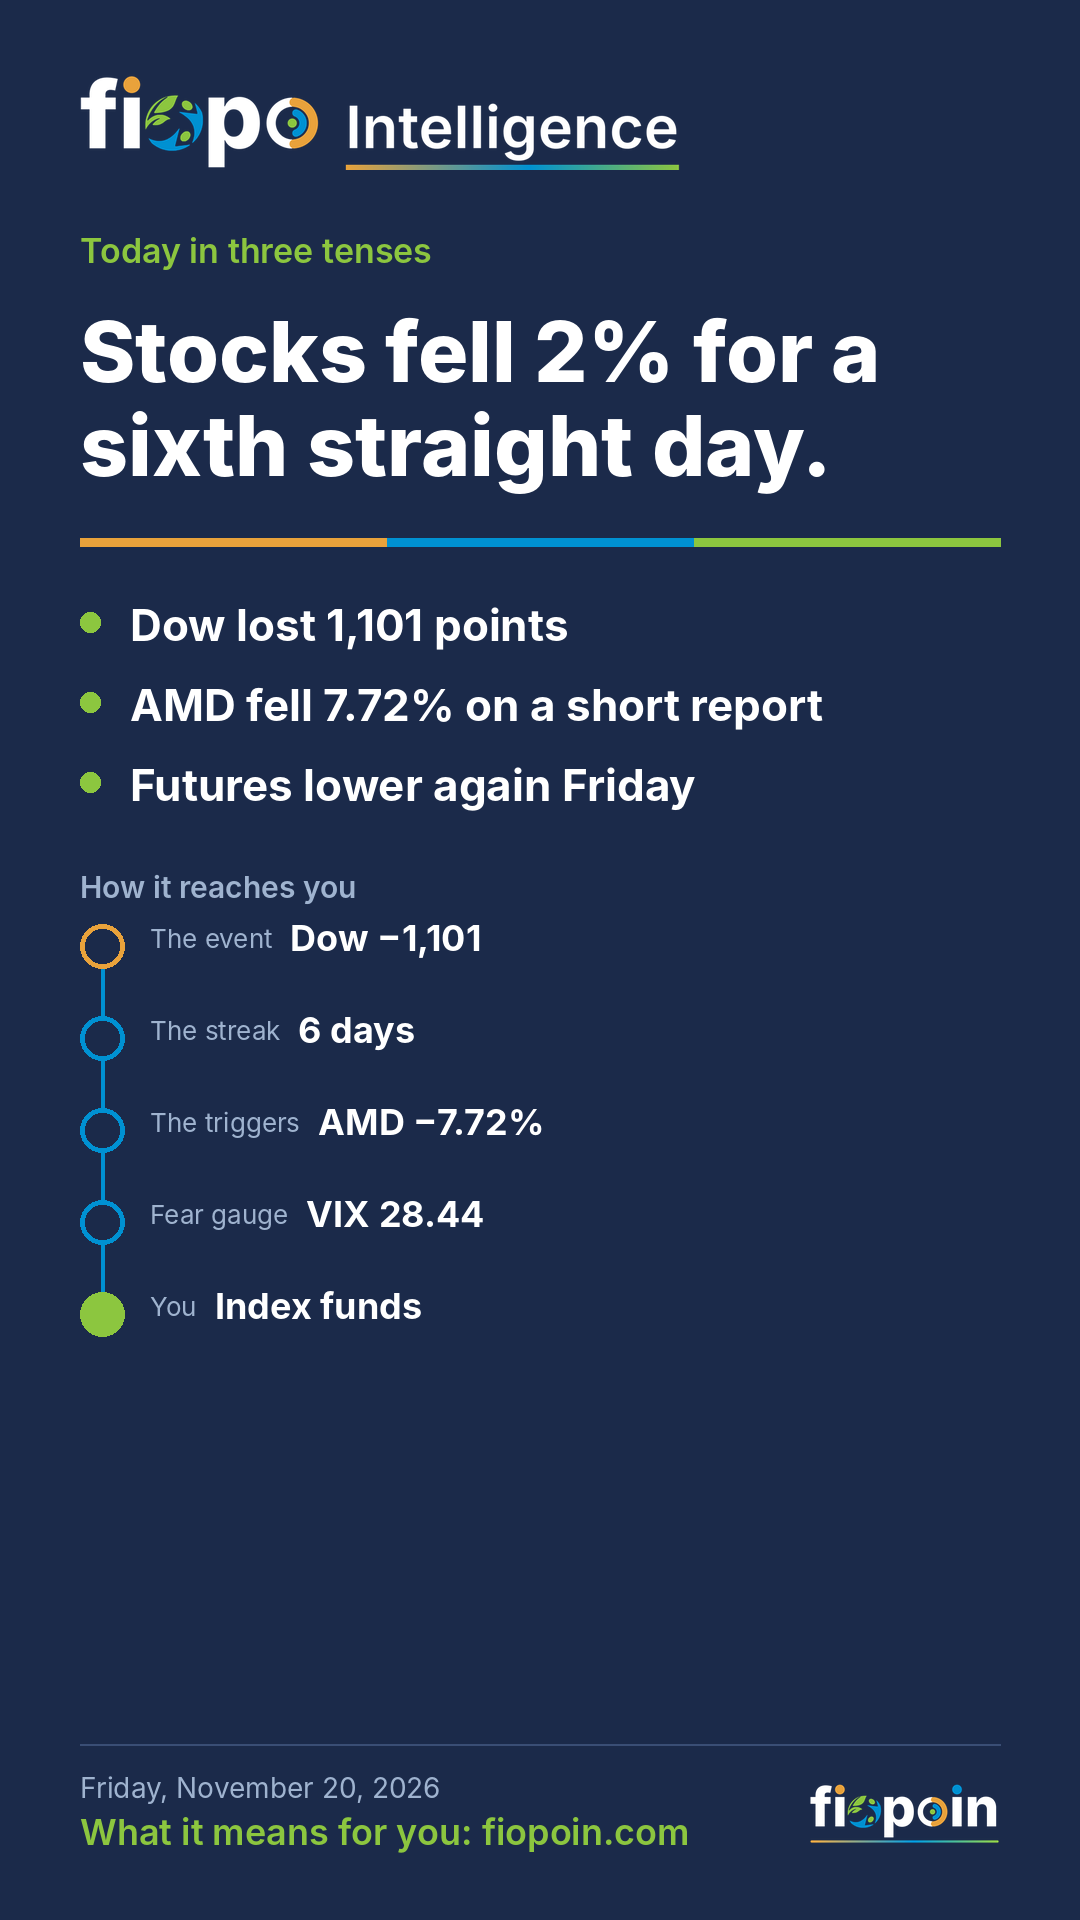 fiopo Intelligence
Today in three tenses
Stocks fell 2% for a
sixth straight day.
Dow lost 1,101 points
AMD fell 7.72% on a short report
Futures lower again Friday
How it reaches you
The event Dow −1,101
The streak 6 days
The triggers AMD −7.72%
Fear gauge VIX 28.44
You Index funds
Friday, November 20, 2026
What it means for you: fiopoin.com
fiopoin